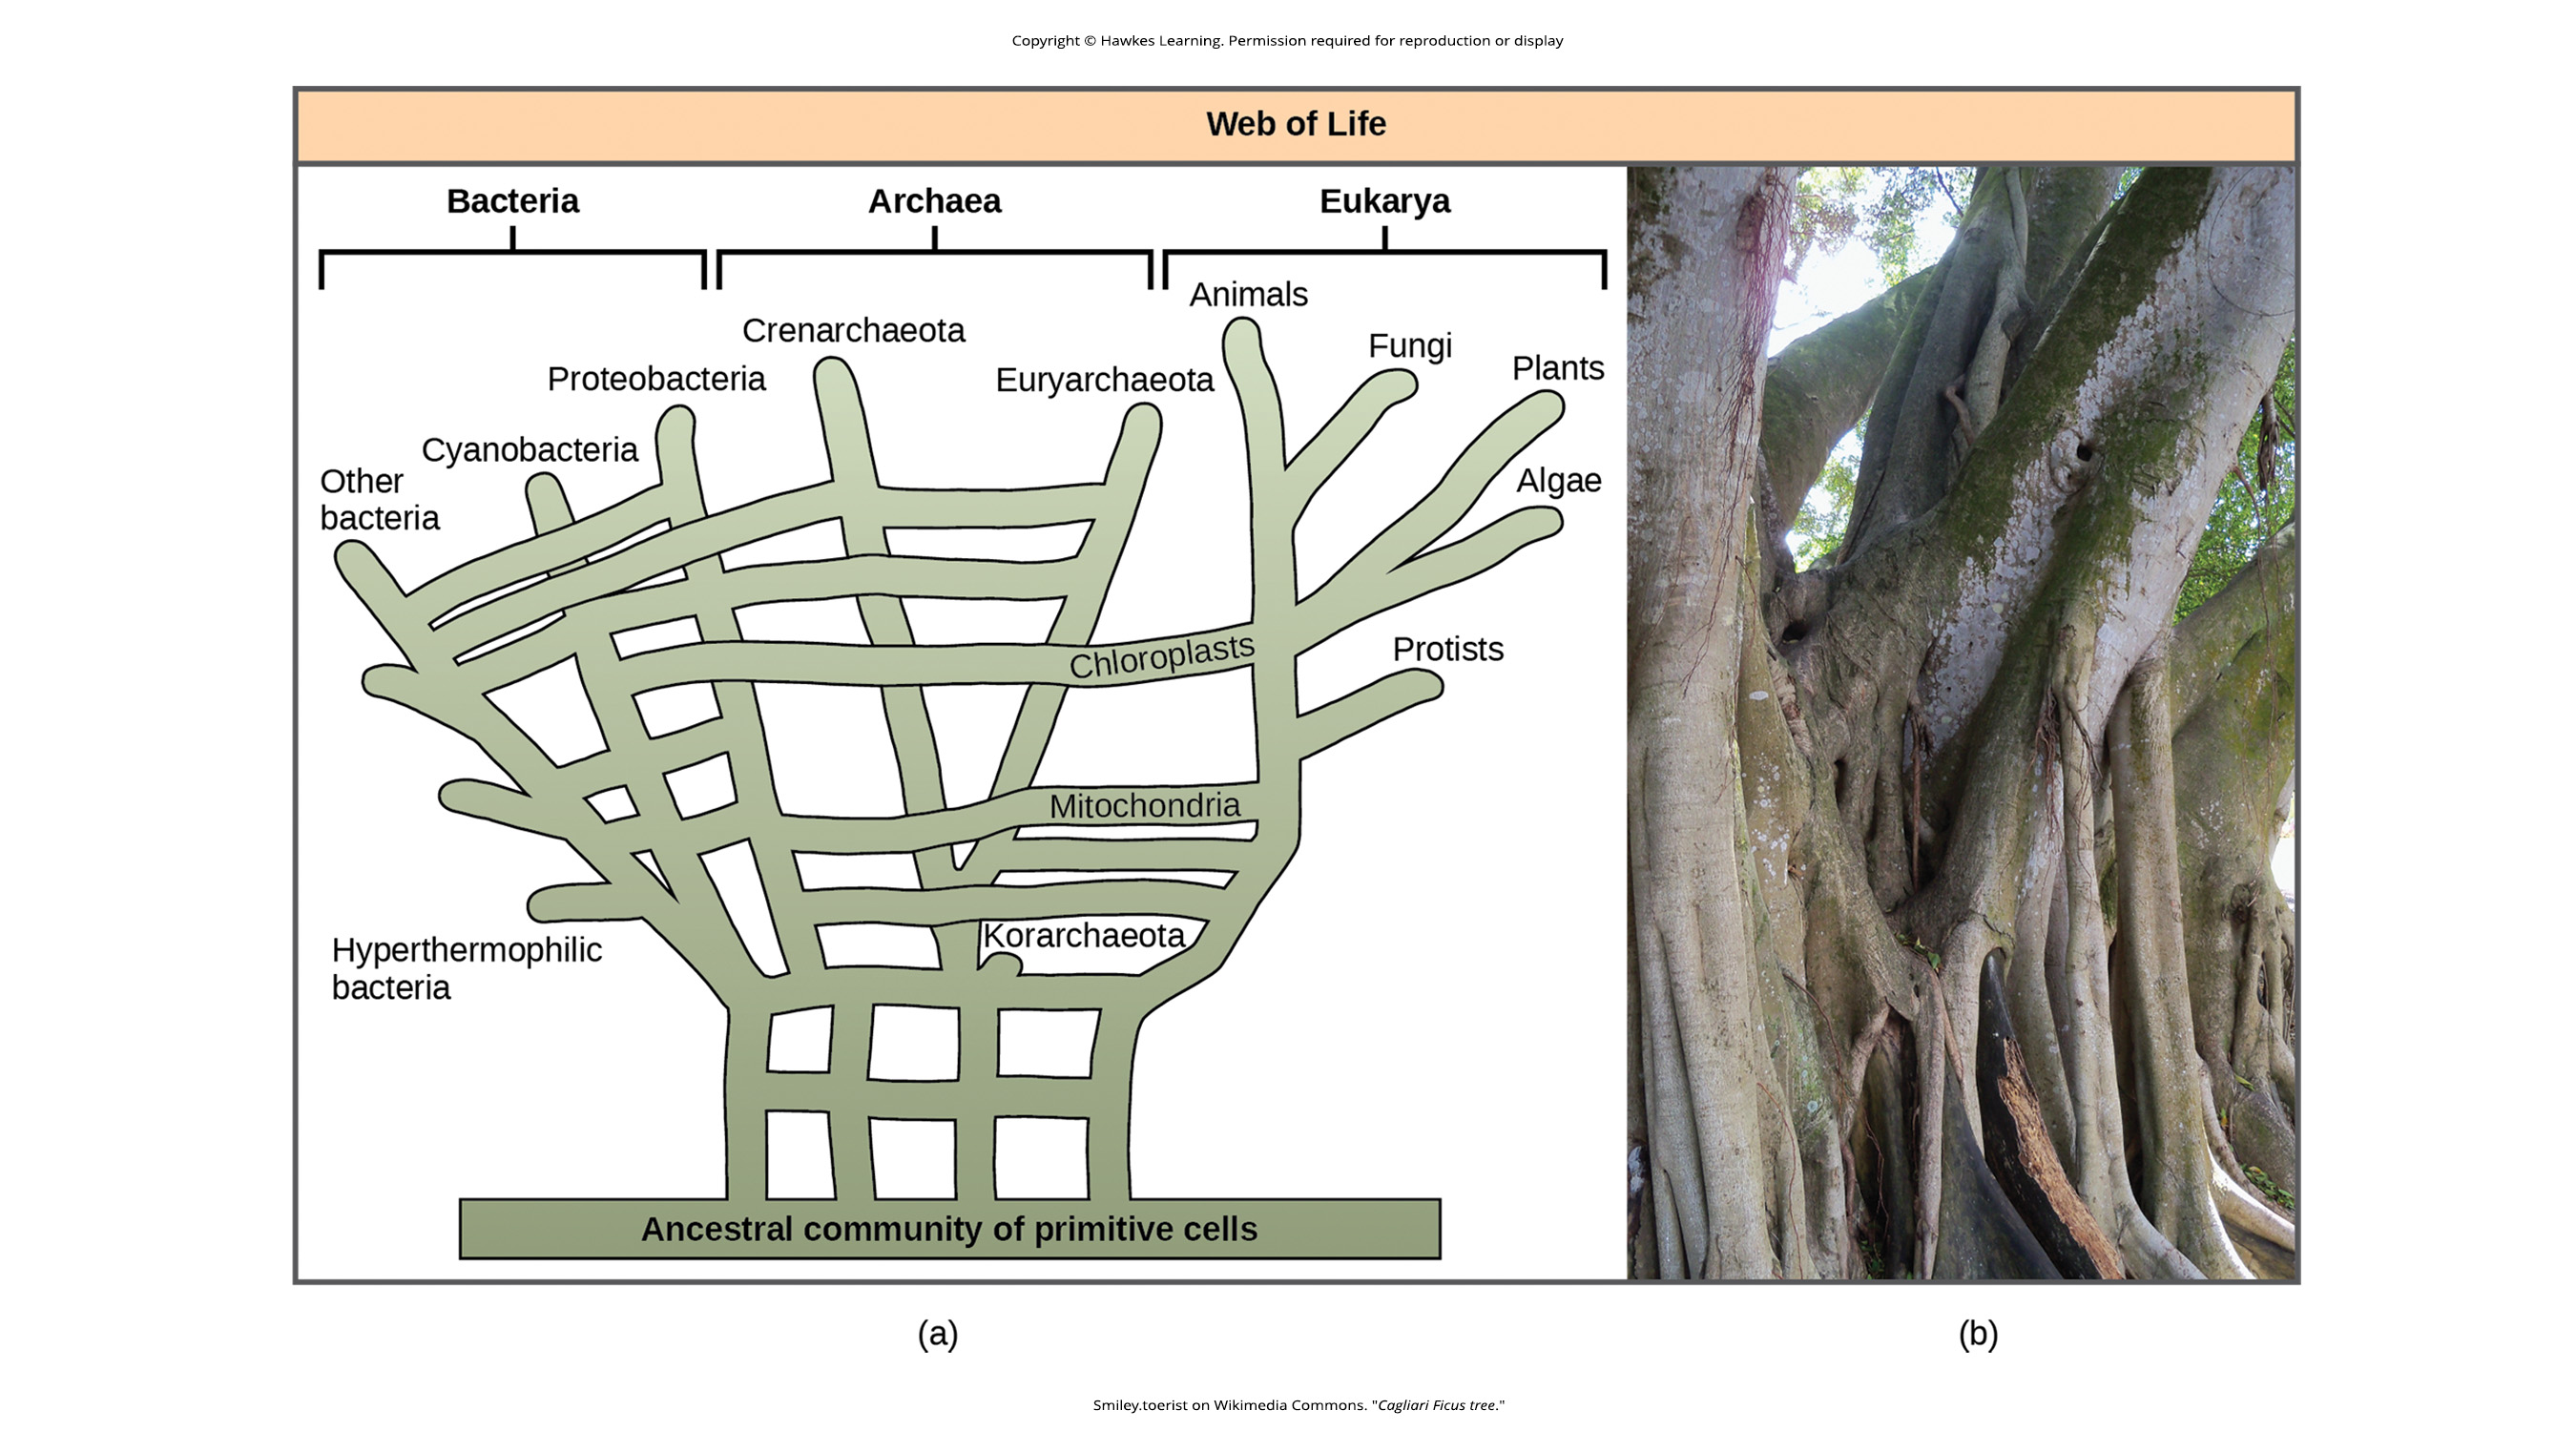 Copyright © Hawkes Learning. Permission required for reproduction or display
Web of Life
Bacteria
Archaea
Eukarya
Animals
Crenarchaeota
Fungi
Proteobacteria
Euryarchaeota
Plants
Cyanobacteria
Other
bacteria
Algae
Chloroplasts
Protists
Mitochondria
Korarchaeota
Hyperthermophilic
bacteria
Ancestral community of primitive cells
(a)
(b)
Smiley.toerist on Wikimedia Commons. "Cagliari Ficus tree."